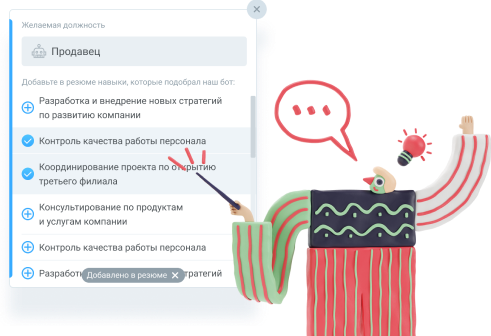 Желаемая должность
Продавец
Добавьте в резюме навыки, которые подобрал наш бот:
Разработка и внедрение новых стратегий
по развитию компании
Контроль качества работы персонала
Координирование проекта по открытию
третьего филиала
Консультирование по продуктам
и услугам компании
Контроль качества работы персонала
стратегий
Добавлено в резюме